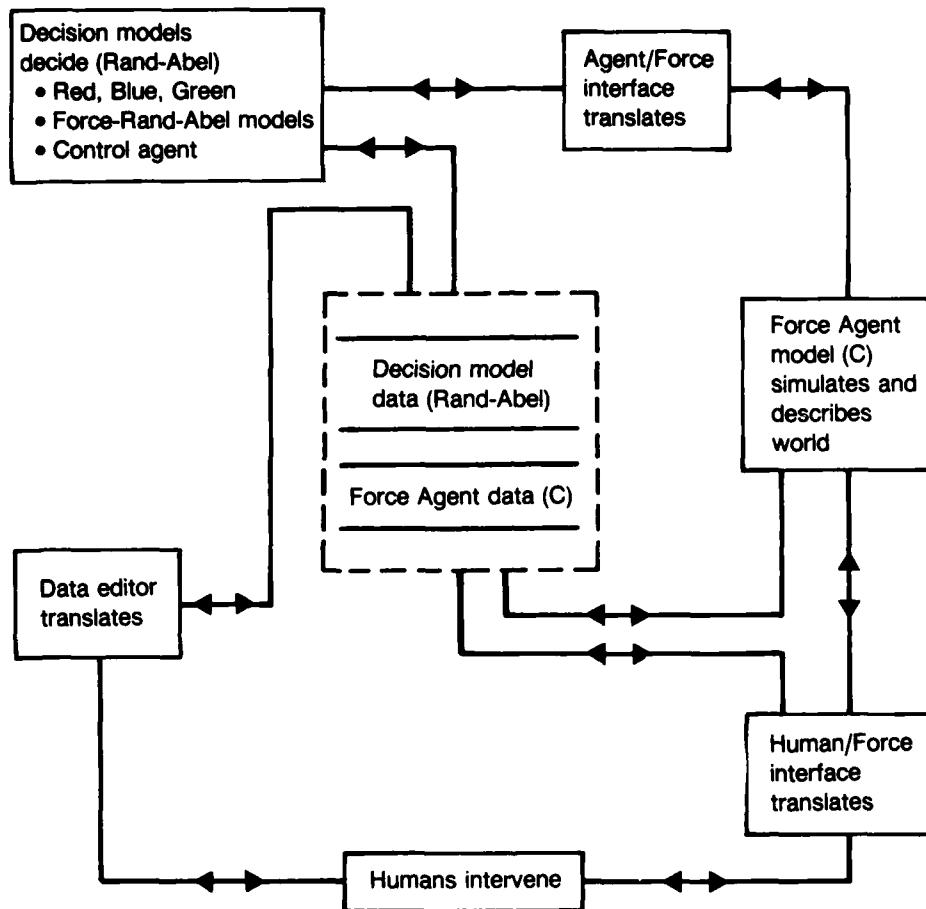 Decision models
decide (Rand-Abel)
• Red, Blue, Green
• Force-Rand-Abel models
• Control agent
Agent/Force
interface
translates
Decision model
data (Rand-Abel)
Force Agent data (C)
Force Agent
model (C)
simulates and
describes
world
Data editor
translates
Human/Force
interface
translates
Humans intervene